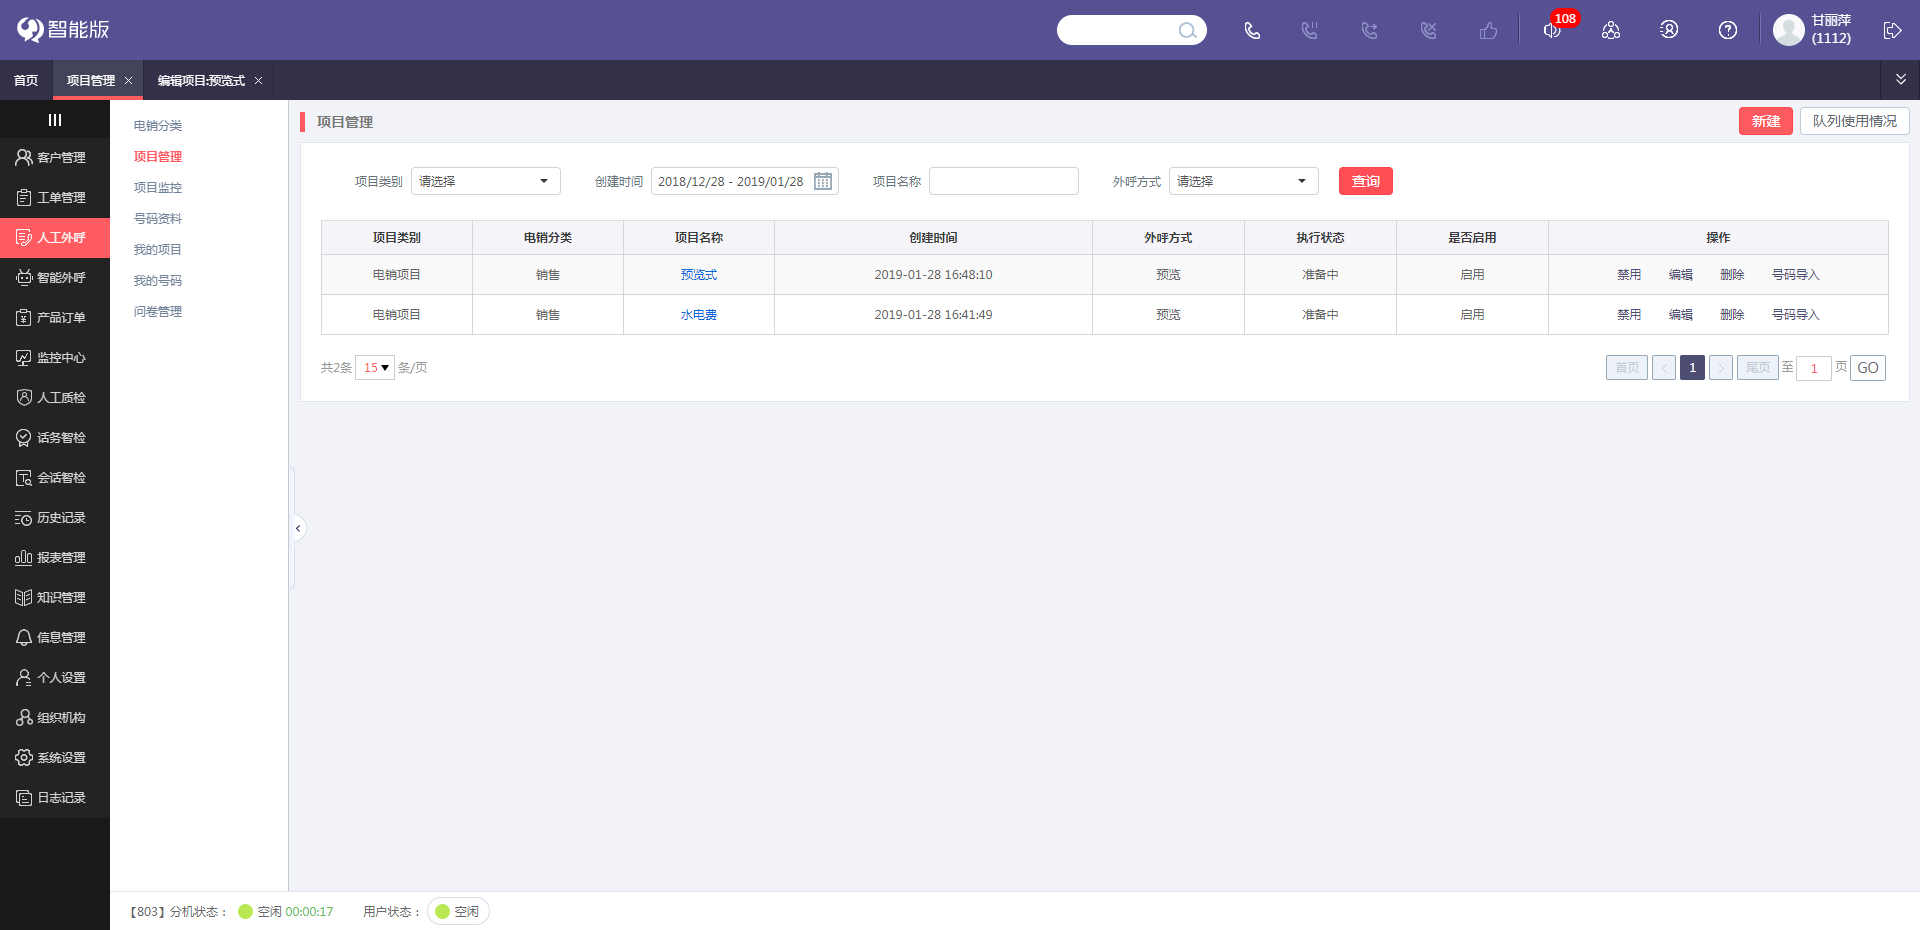 智能版
108
甘丽萍
(1112)
首页
项目管理
编辑项目:预览式
客户管理
工单管理
人工外呼
智能外呼
产品订单
监控中心
人工质检
话务智检
会话智检
历史记录
报表管理
知识管理
信息管理
个人设置
组织机构
系统设置
日志记录
电销分类
项目管理
项目监控
号码资料
我的项目
我的号码
问卷管理
项目管理
新建 队列使用情况
项目类别 请选择 创建时间 2018/12/28 - 2019/01/28 项目名称 外呼方式 请选择 查询
项目类别 电销分类 项目名称 创建时间 外呼方式 执行状态 是否启用 操作
电销项目 销售 预览式 2019-01-28 16:48:10 预览 准备中 启用 禁用 编辑 删除 号码导入
电销项目 销售 水电费 2019-01-28 16:41:49 预览 准备中 启用 禁用 编辑 删除 号码导入
共2条 15 条/页 首页 < 1 > 尾页 至 1 页 GO
【803】分机状态： 空闲 00:00:17 用户状态： 空闲